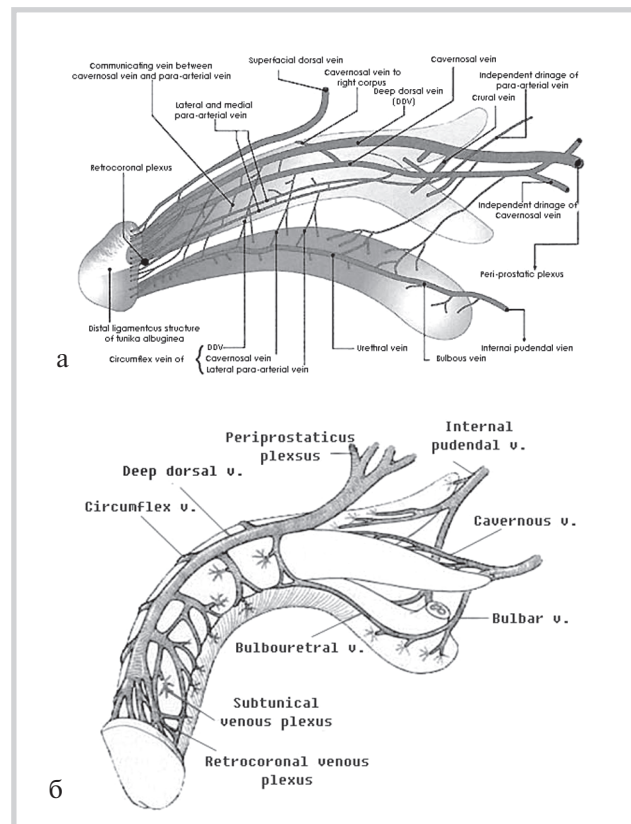 Superfacial dorsal vein
Cavernosal vein
Communicating vein between
cavernosal vein and para-arterial vein
Cavernosal vein to
right corpus
Deep dorsal vein
(DDV)
Independent drinage of
para-arterial vein
Crural vein
Lateral and medial
para-arterial vein
Retrocoronal plexus
Independent drainage of
Cavernosal vein
Peri-prostatic plexus
Distal ligamentous structure
of tunika albuginea
Circumflex vein of {
DDV
Cavernosal vein
Lateral para-arterial vein
Urethral vein
Bulbous vein
Internai pudendal vien
а
Periprostaticus
plexsus
Internal
pudendal v.
Deep dorsal v.
Circumflex v.
Cavernous v.
Bulbar v.
Bulbouretral v.
Subtunical
venous plexus
Retrocoronal venous
plexus
б